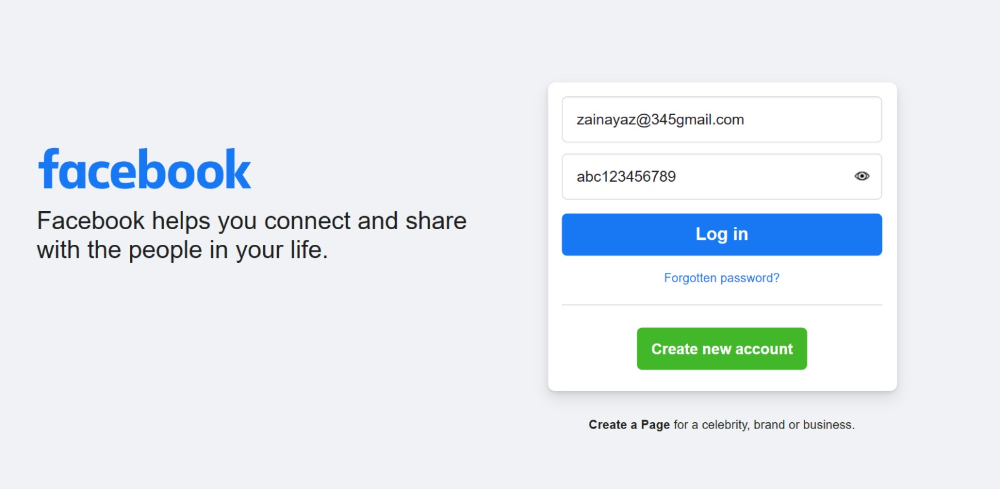 facebook
Facebook helps you connect and share
with the people in your life.
zainayaz@345gmail.com
abc123456789
Log in
Forgotten password?
Create new account
Create a Page for a celebrity, brand or business.